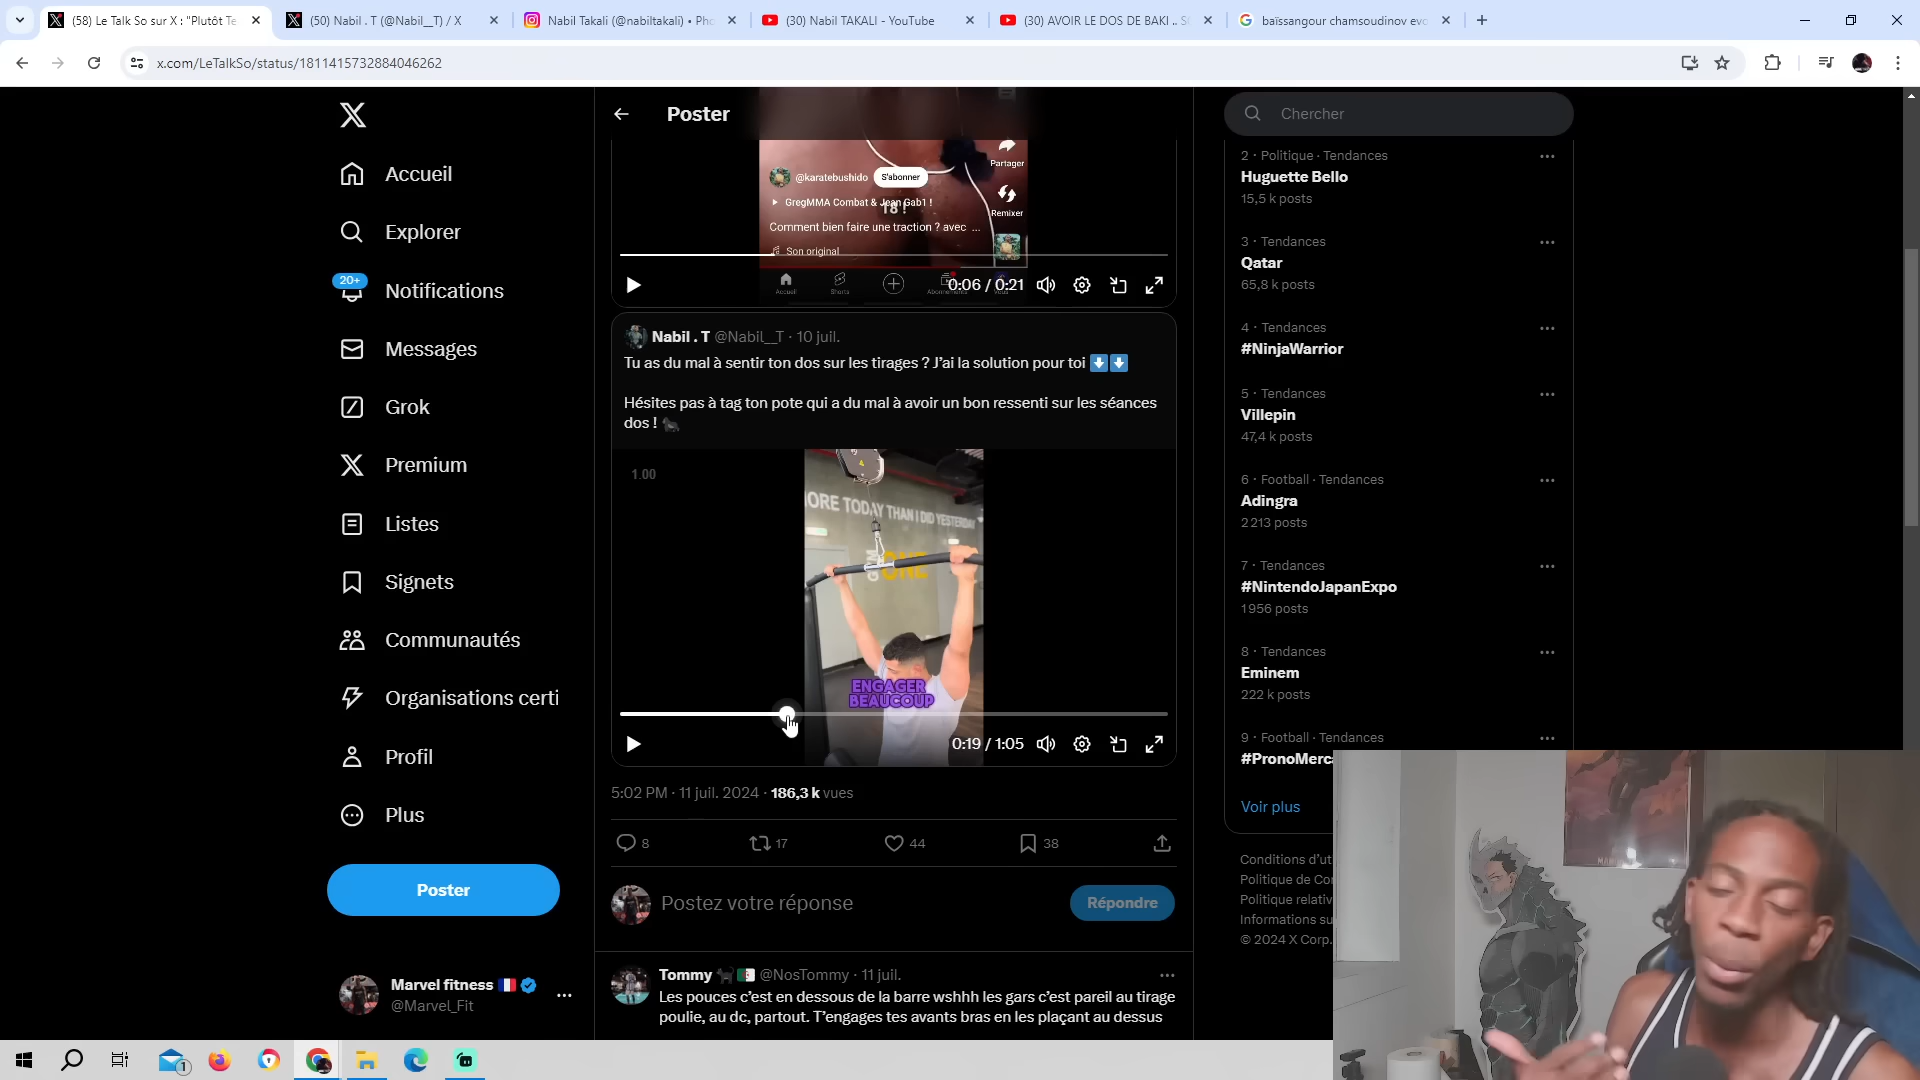 (58) Le Talk So sur X : "Plutôt Te
(50) Nabil . T (@Nabil__T) / X
Nabil Takali (@nabiltakali) • Pho
(30) Nabil TAKALI - YouTube
(30) AVOIR LE DOS DE BAKI ..
baïssangour chamsoudinov evo
x.com/LeTalkSo/status/1811415732884046262
Accueil
Explorer
20+
Notifications
Messages
Grok
Premium
Listes
Signets
Communautés
Organisations certi
Profil
Plus
Poster
Marvel fitness
@Marvel_Fit
Poster
Partager
@karatebushido
S'abonner
GregMMA Combat & Jean Gab1 !
18 !
Remixer
Comment bien faire une traction ? avec ...
Son original
Accueil
Shorts
0:06 / 0:21
Nabil . T @Nabil__T · 10 juil.
Tu as du mal à sentir ton dos sur les tirages ? J'ai la solution pour toi ⬇️⬇️
Hésites pas à tag ton pote qui a du mal à avoir un bon ressenti sur les séances
dos ! 🐂
1.00
ORE TODAY THAN I DID YESTERDAY
GYM
ONE
ENGAGER
BEAUCOUP
0:19 / 1:05
5:02 PM · 11 juil. 2024 · 186,3 k vues
8
17
44
38
Postez votre réponse
Répondre
Tommy 🐈‍⬛🇩🇿 @NosTommy · 11 juil.
Les pouces c'est en dessous de la barre wshhh les gars c'est pareil au tirage
poulie, au dc, partout. T'engages tes avants bras en les plaçant au dessus
Chercher
2 · Politique · Tendances
Huguette Bello
15,5 k posts
3 · Tendances
Qatar
65,8 k posts
4 · Tendances
#NinjaWarrior
5 · Tendances
Villepin
47,4 k posts
6 · Football · Tendances
Adingra
2 213 posts
7 · Tendances
#NintendoJapanExpo
1 956 posts
8 · Tendances
Eminem
222 k posts
9 · Football · Tendances
#PronoMerca
Voir plus
Conditions d'ut
Politique de Con
Politique relativ
Informations su
© 2024 X Corp.
1